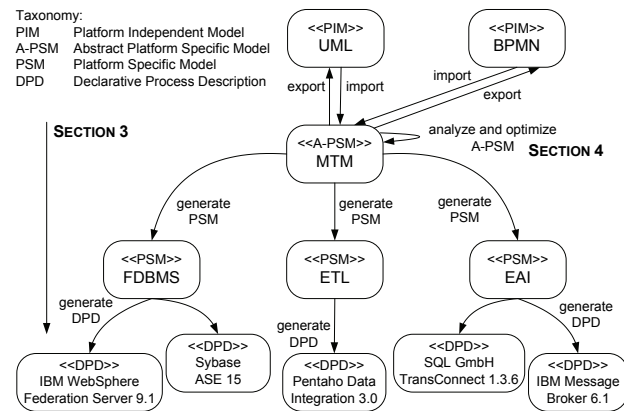 Taxonomy:
PIM Platform Independent Model
A-PSM Abstract Platform Specific Model
PSM Platform Specific Model
DPD Declarative Process Description
<<PIM>>
UML
<<PIM>>
BPMN
export
import
import
export
SECTION 3
<<A-PSM>>
MTM
analyze and optimize
A-PSM
SECTION 4
generate
PSM
generate
PSM
generate
PSM
<<PSM>>
FDBMS
<<PSM>>
ETL
<<PSM>>
EAI
generate
DPD
generate
DPD
generate
DPD
<<DPD>>
IBM WebSphere
Federation Server 9.1
<<DPD>>
Sybase
ASE 15
<<DPD>>
Pentaho Data
Integration 3.0
<<DPD>>
SQL GmbH
TransConnect 1.3.6
<<DPD>>
IBM Message
Broker 6.1